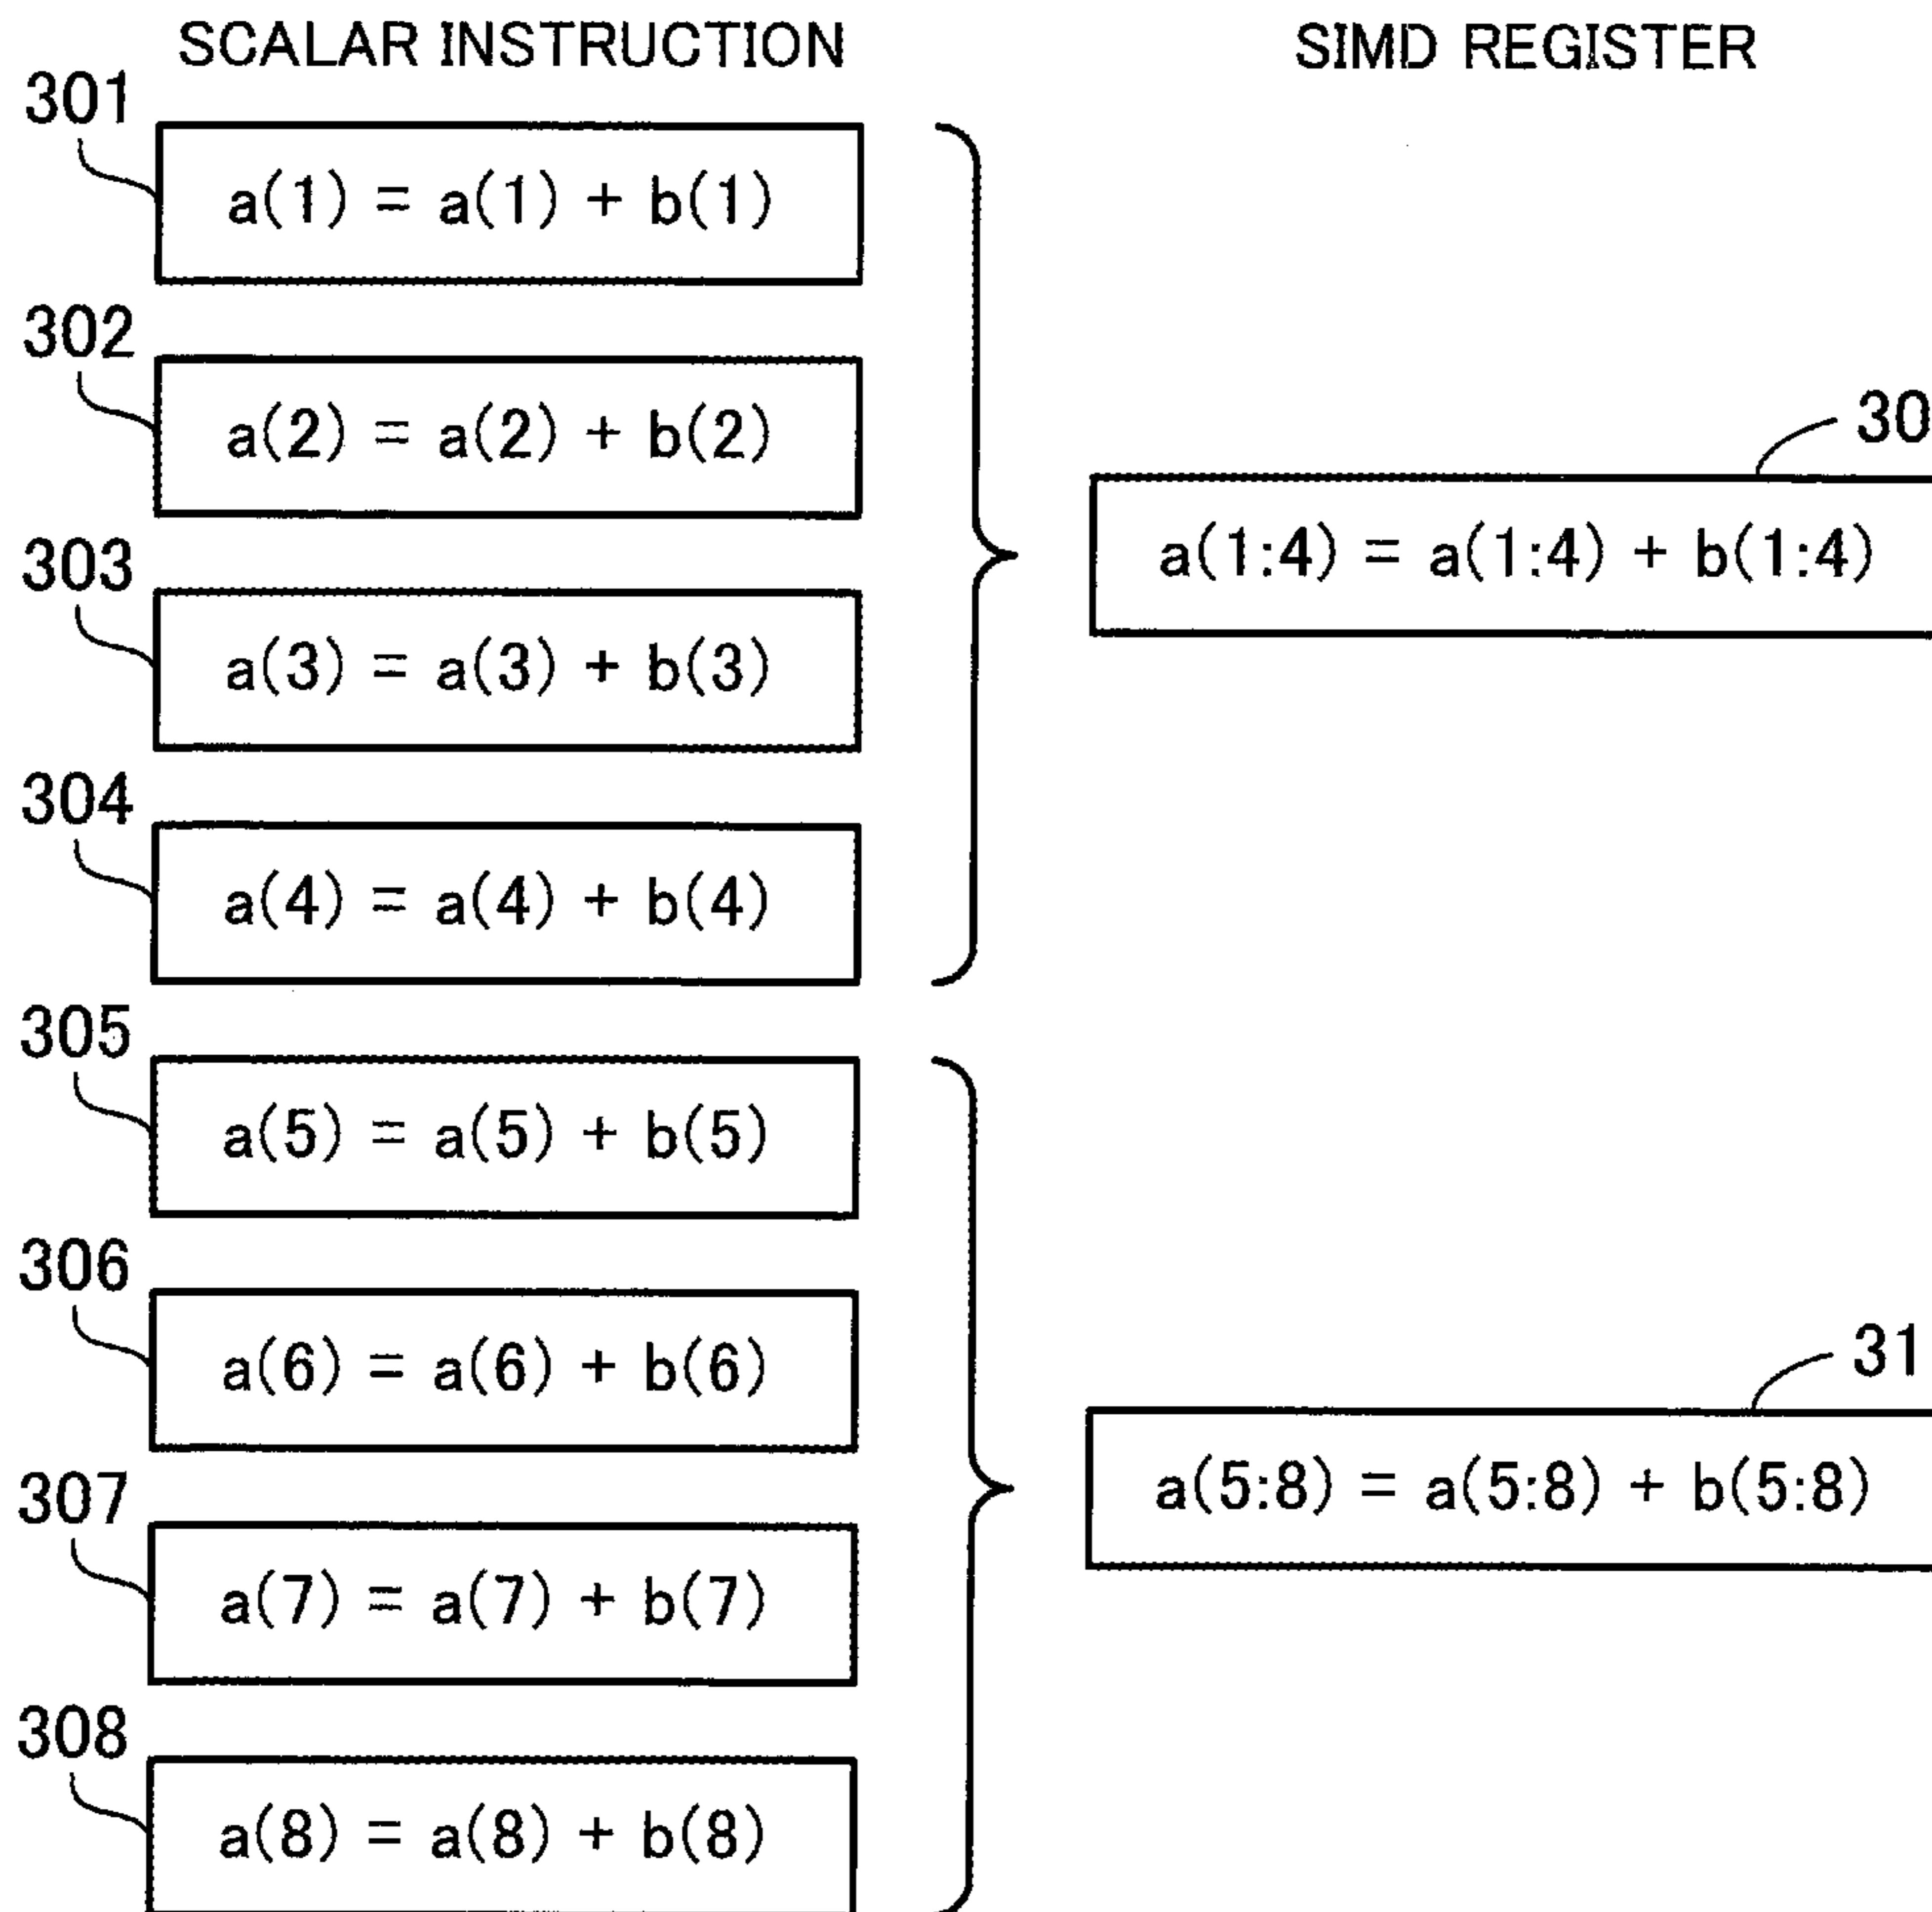 SCALAR INSTRUCTION
SIMD REGISTER
301
a(1) = a(1) + b(1)
302
a(2) = a(2) + b(2)
303
a(3) = a(3) + b(3)
304
a(4) = a(4) + b(4)
30
a(1:4) = a(1:4) + b(1:4)
305
a(5) = a(5) + b(5)
306
a(6) = a(6) + b(6)
307
a(7) = a(7) + b(7)
308
a(8) = a(8) + b(8)
31
a(5:8) = a(5:8) + b(5:8)